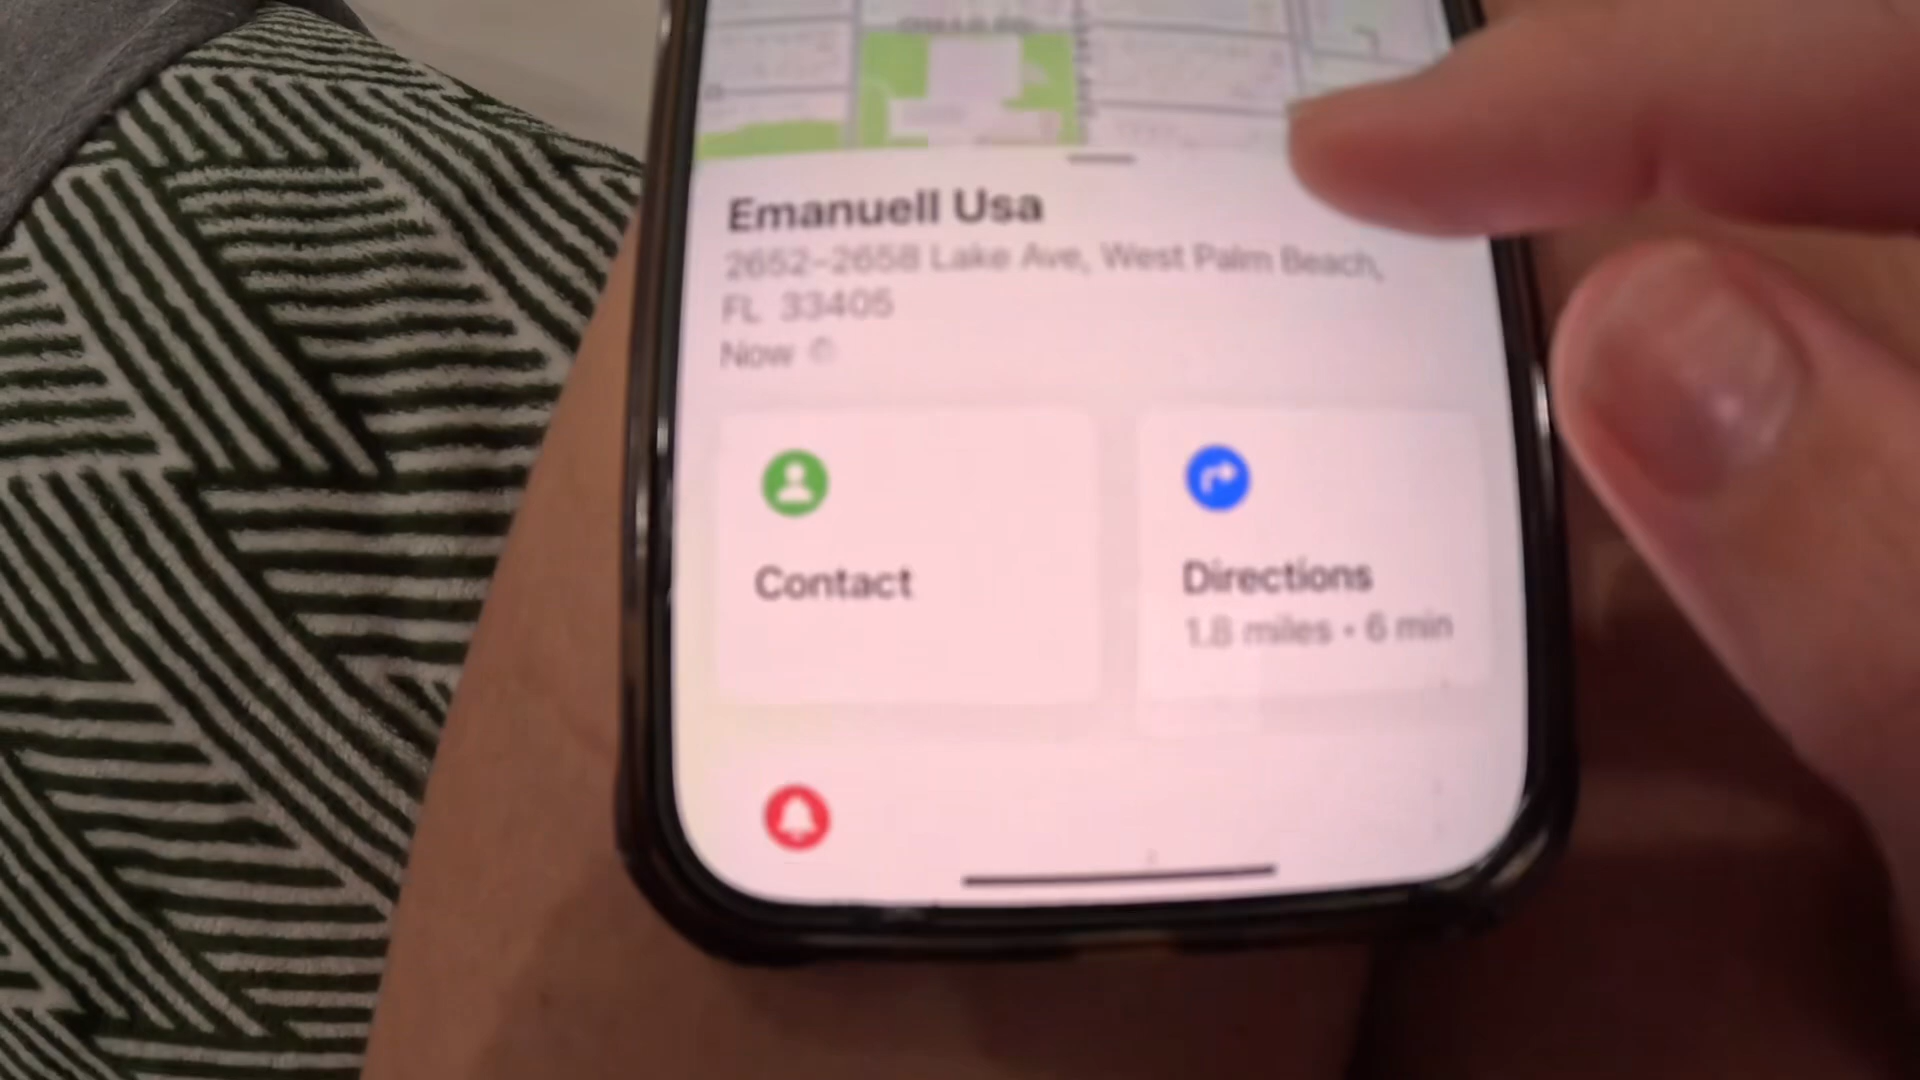 Emanuell Usa
2652-2658 Lake Ave, West Palm Beach,
FL 33405
Now
Contact
Directions
1.8 miles • 6 min